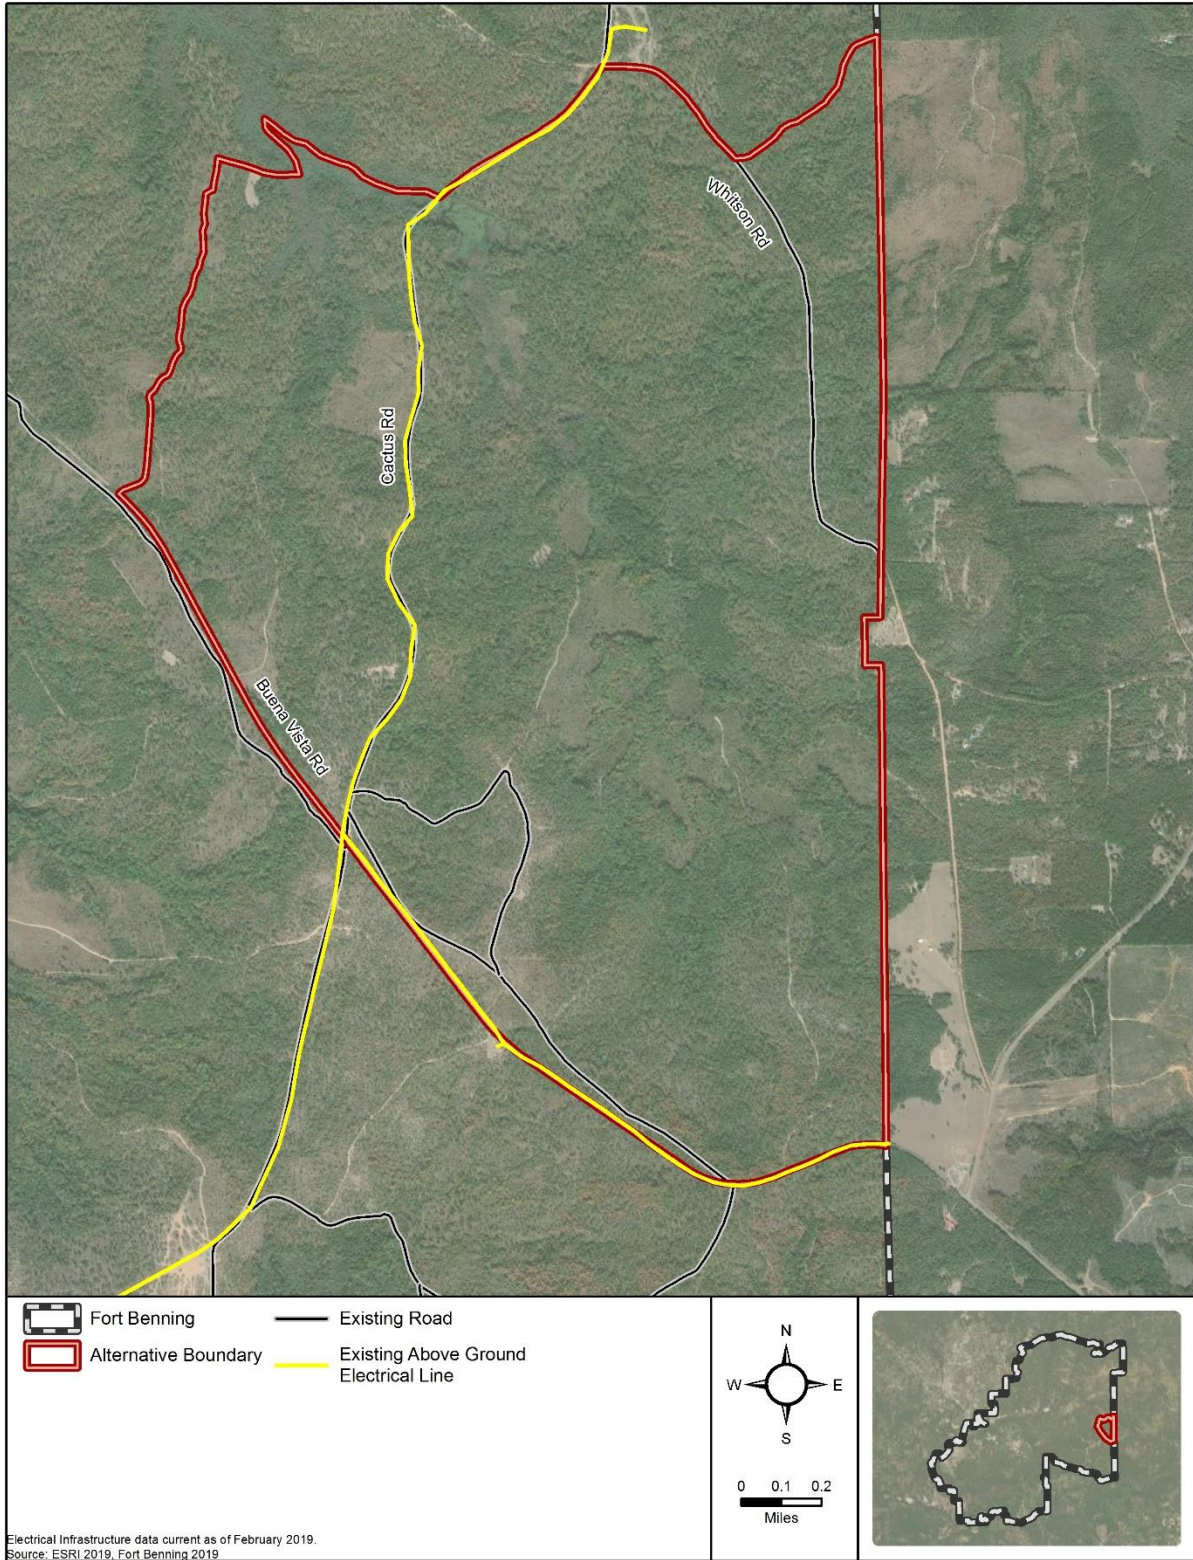 Whitson Rd
Cactus Rd
Buena Vista Rd
Fort Benning
Existing Road
Alternative Boundary
Existing Above Ground
Electrical Line
N
W
E
S
0 0.1 0.2
Miles
Electrical Infrastructure data current as of February 2019.
Source: ESRI 2019, Fort Benning 2019